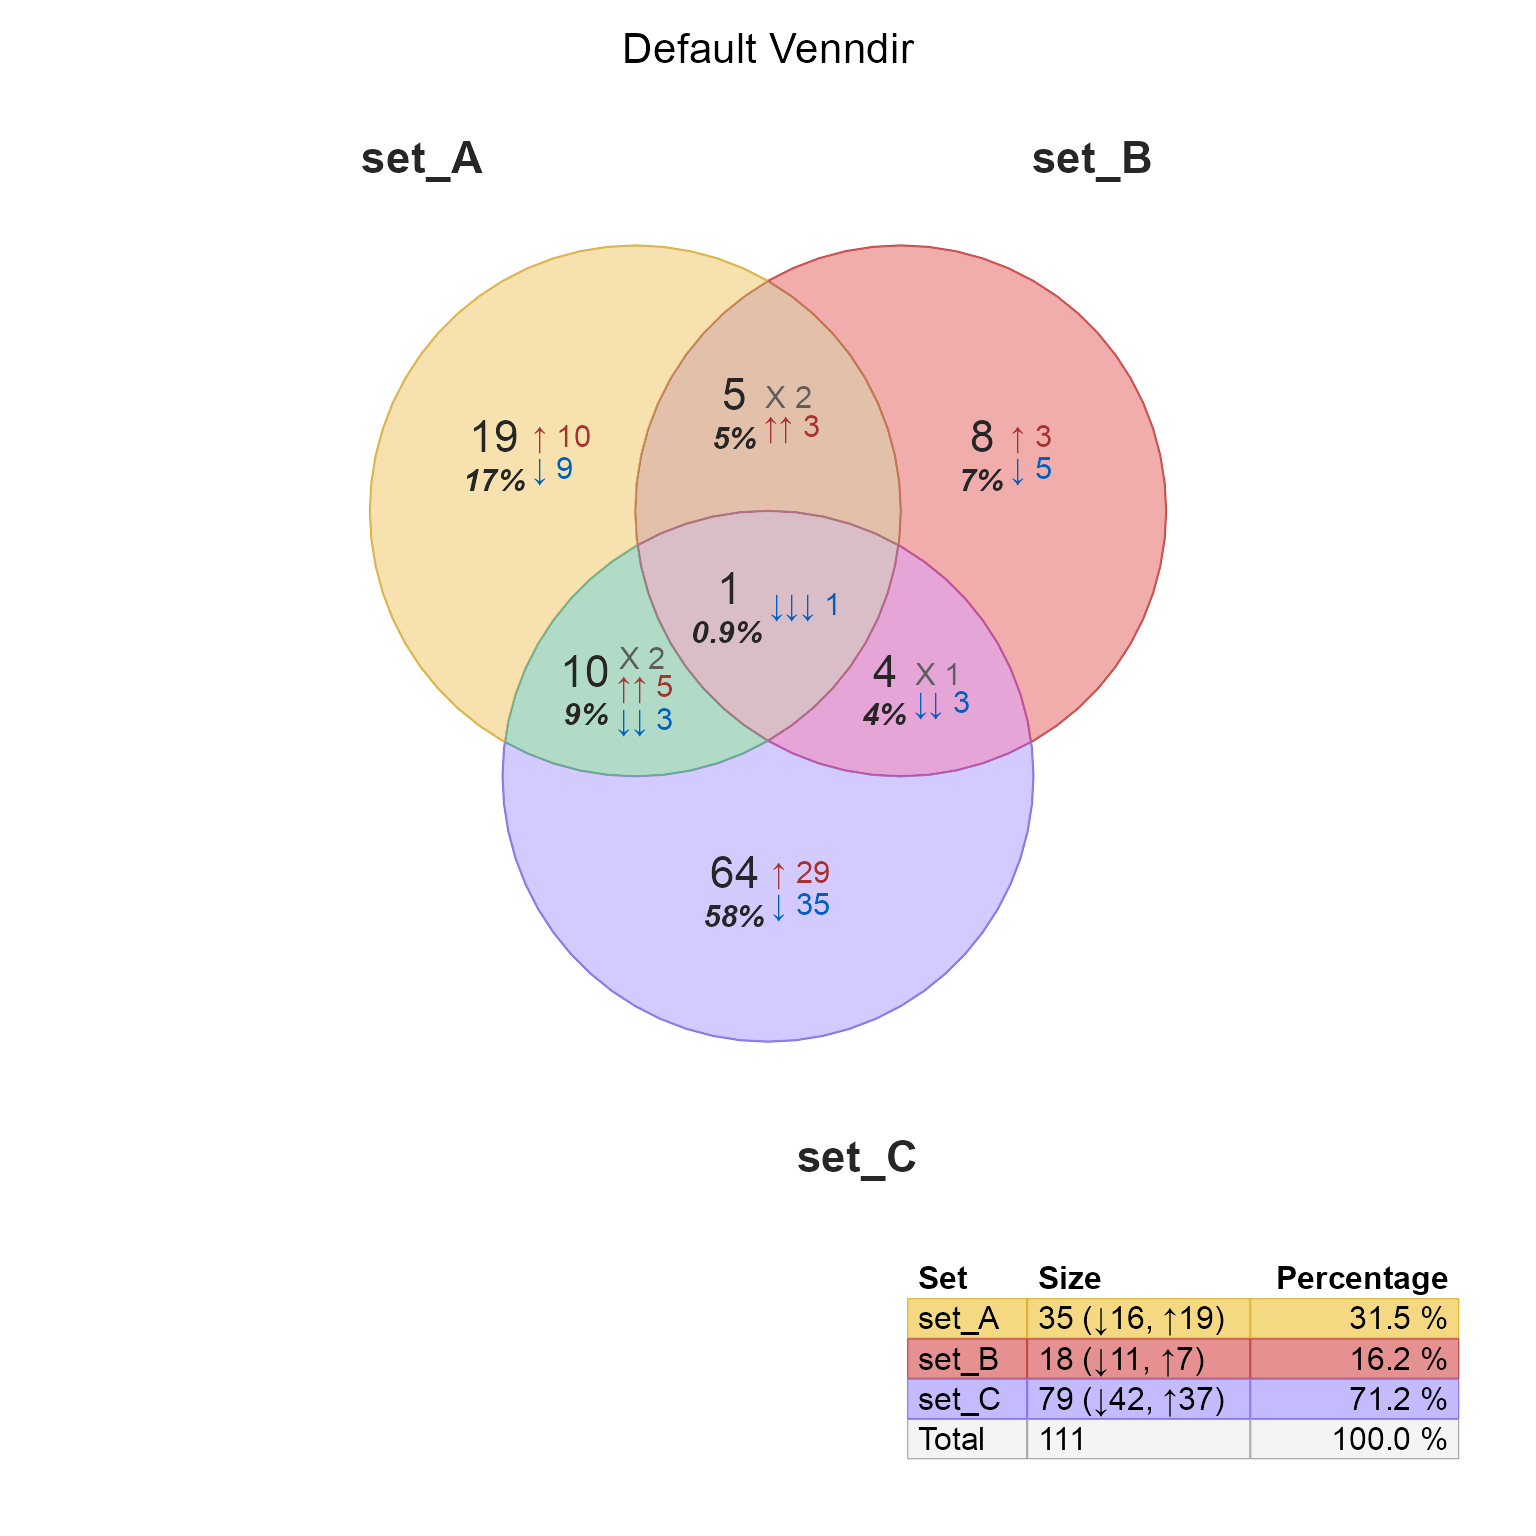 Default Venndir
set_A
set_B
5 X 2
5% ↑↑ 3
19 ↑ 10
17% ↓ 9
8 ↑ 3
7% ↓ 5
1 ↓↓↓ 1
0.9%
10 X 2
↑↑ 5
9% ↓↓ 3
4 X 1
4% ↓↓ 3
64 ↑ 29
58% ↓ 35
set_C
Set Size Percentage
set_A 35 (↓16, ↑19) 31.5 %
set_B 18 (↓11, ↑7) 16.2 %
set_C 79 (↓42, ↑37) 71.2 %
Total 111 100.0 %